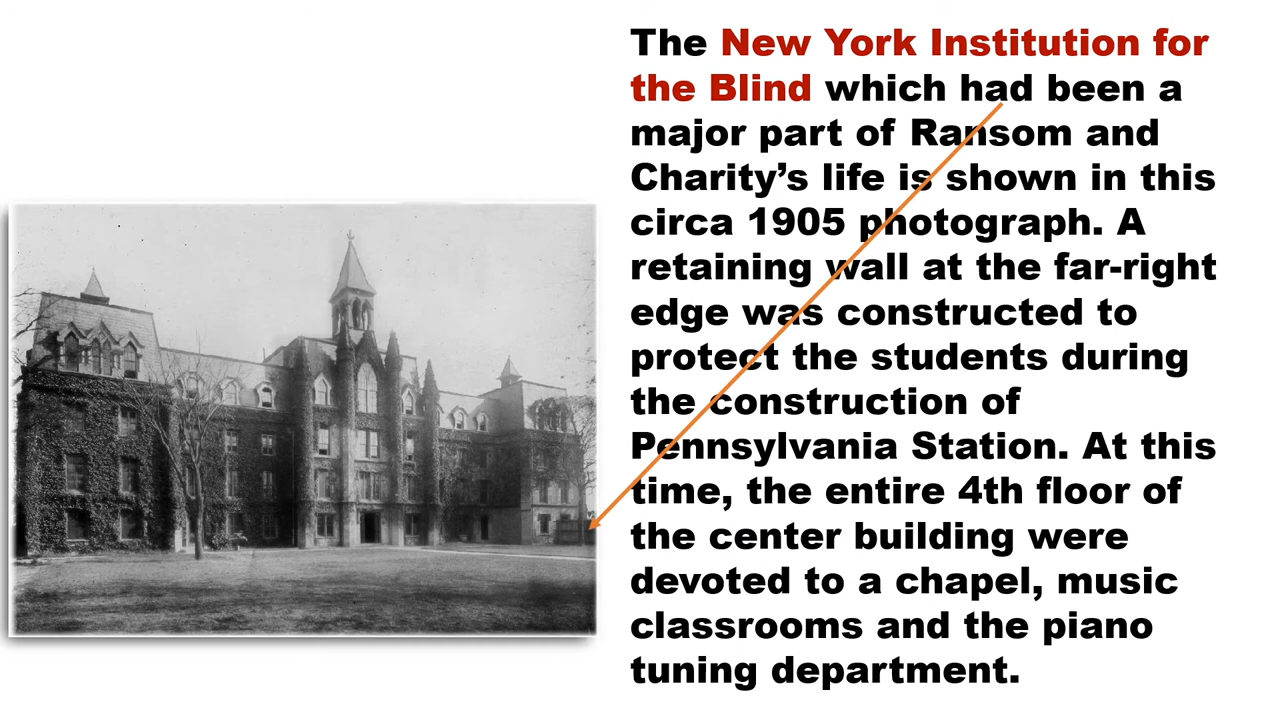 The New York Institution for
the Blind which had been a
major part of Ransom and
Charity’s life is shown in this
circa 1905 photograph. A
retaining wall at the far-right
edge was constructed to
protect the students during
the construction of
Pennsylvania Station. At this
time, the entire 4th floor of
the center building were
devoted to a chapel, music
classrooms and the piano
tuning department.